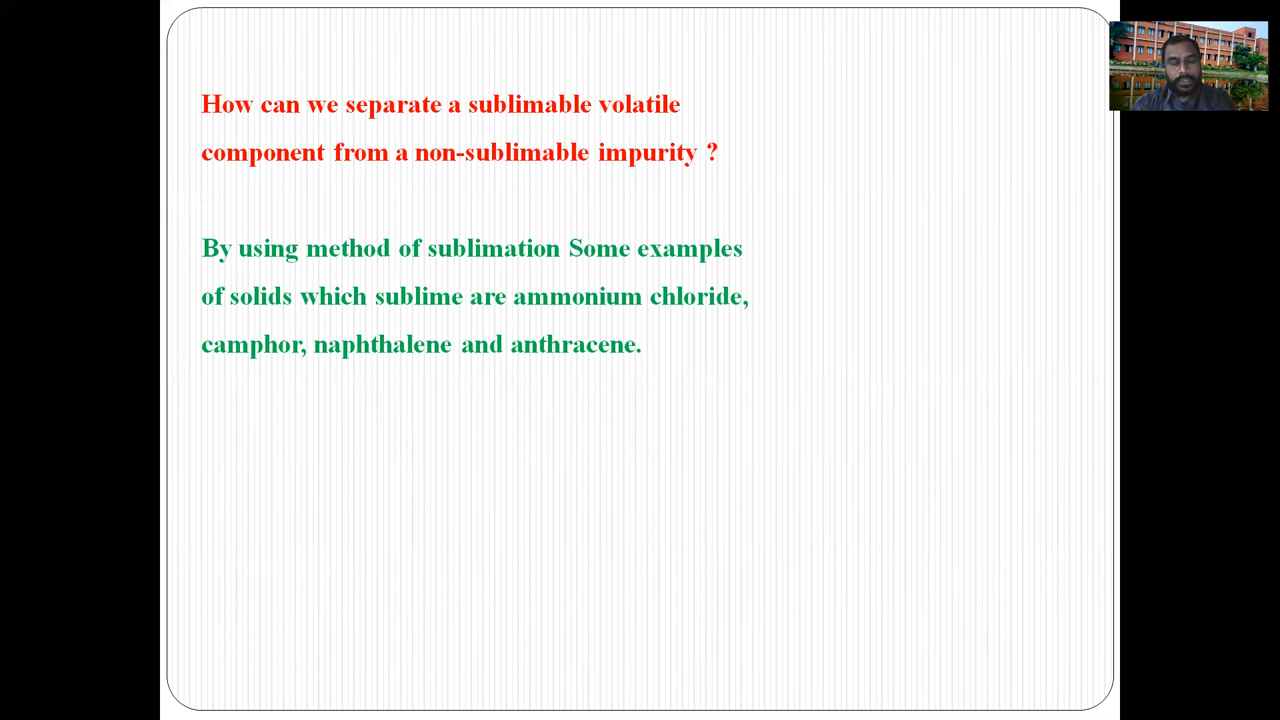 How can we separate a sublimable volatile
component from a non-sublimable impurity ?
By using method of sublimation Some examples
of solids which sublime are ammonium chloride,
camphor, naphthalene and anthracene.